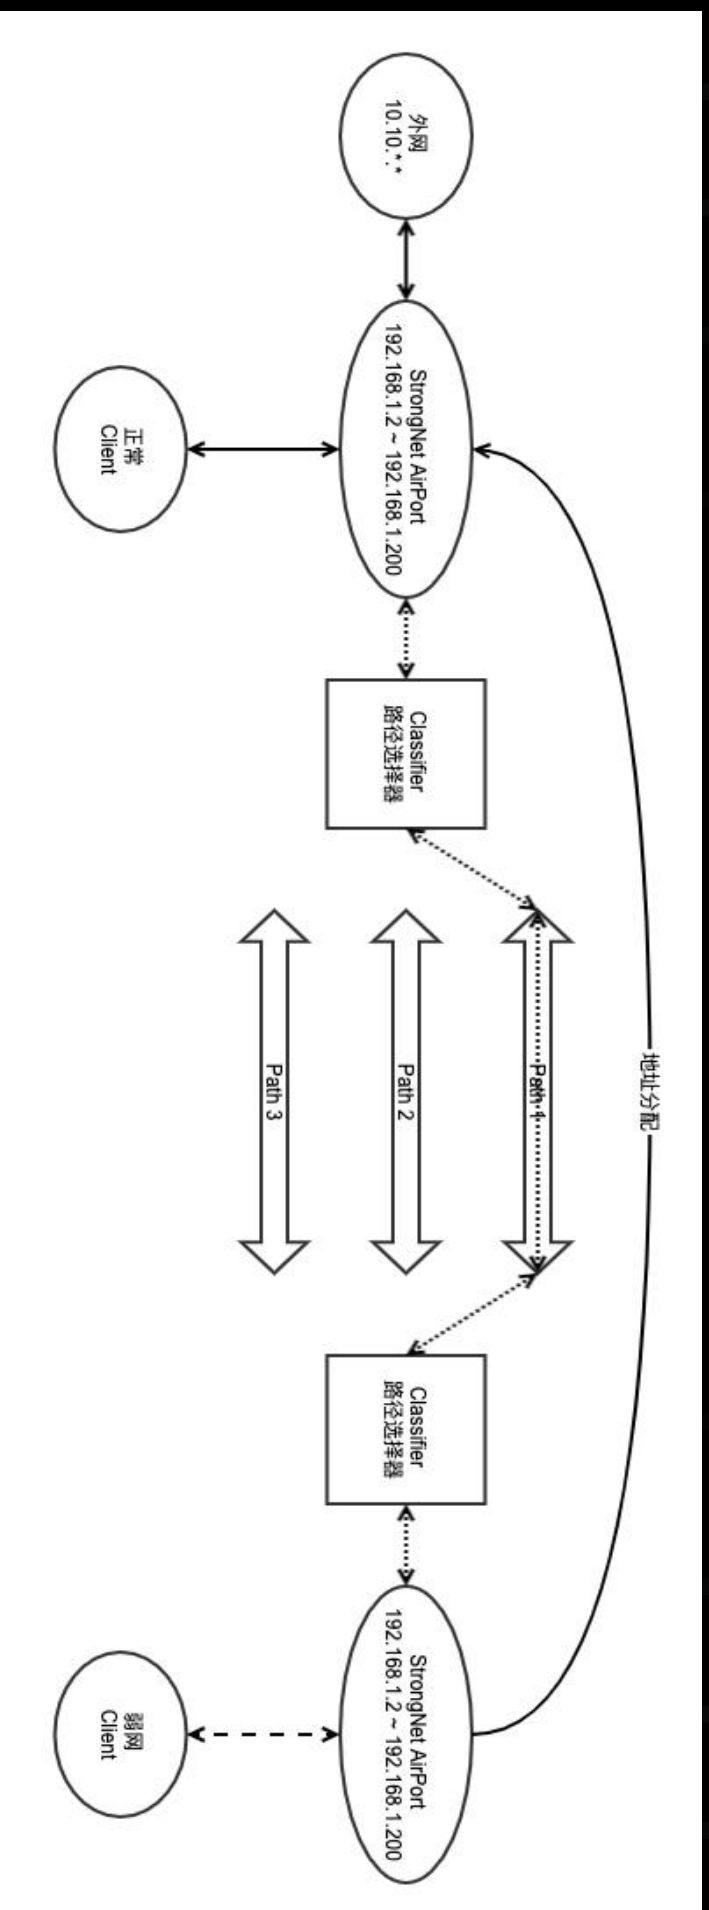 外网
10.10.*.*
StrongNet AirPort
192.168.1.2 ~ 192.168.1.200
正常
Client
Classifier
路径选择器
地址分配
Path 1
Path 2
Path 3
Classifier
路径选择器
StrongNet AirPort
192.168.1.2 ~ 192.168.1.200
弱网
Client